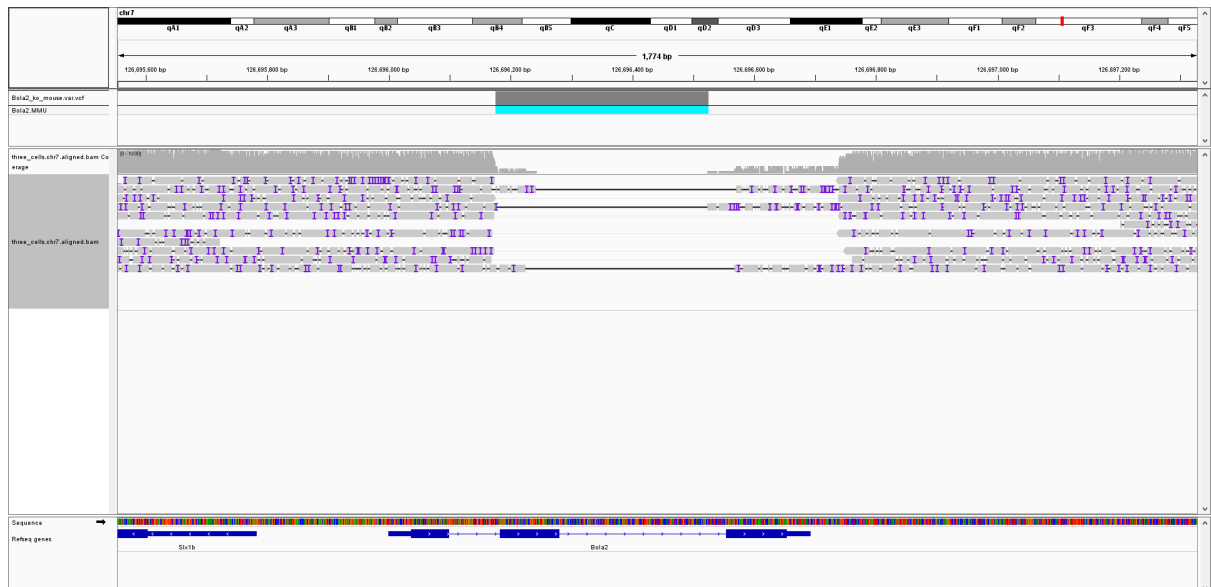 chr7
qA1 qA2 qA3 qB1 qB2 qB3 qB4 qB5 qC qD1 qD2 qD3 qE1 qE2 qE3 qF1 qF2 qF3 qF4 qF5
1,774 bp
126,695,600 bp 126,695,800 bp 126,696,000 bp 126,696,200 bp 126,696,400 bp 126,696,600 bp 126,696,800 bp 126,697,000 bp 126,697,200 bp
Bola2_ko_mouse.var.vcf
Bola2.MMU
three_cells.chr7.aligned.bam Co
erage
three_cells.chr7.aligned.bam
Sequence
Refseq genes
Slx1b Bola2